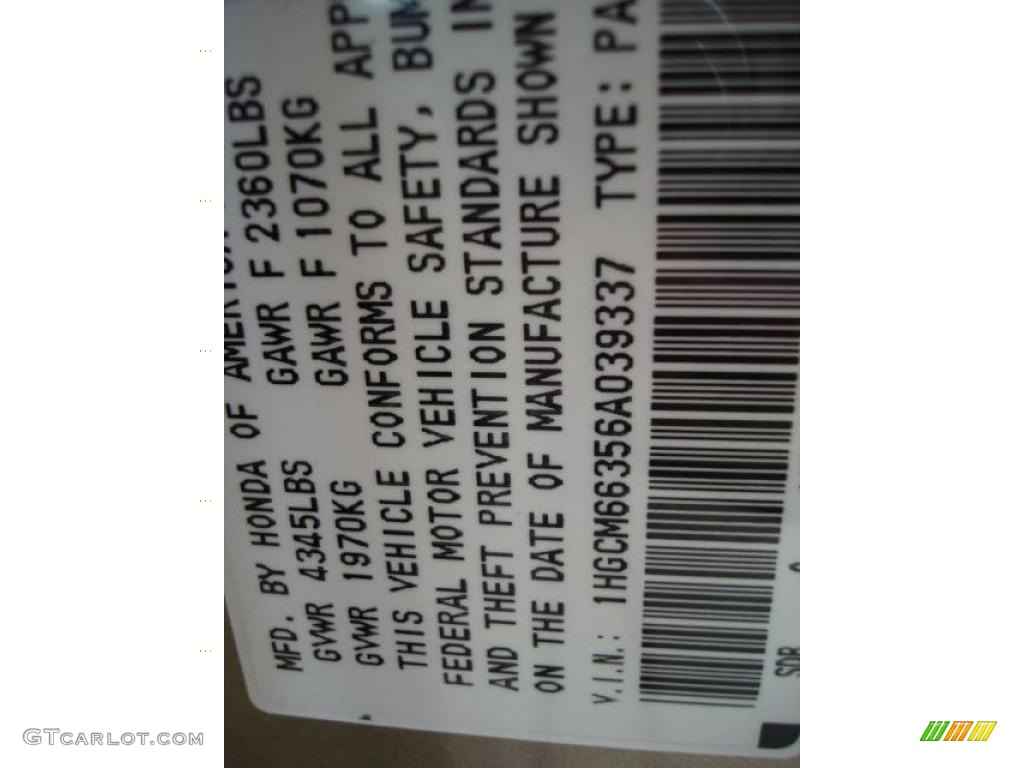 MFD. BY HONDA OF AMERICA
GVWR 4345LBS GAWR F 2360LBS
GVWR 1970KG GAWR F 1070KG
THIS VEHICLE CONFORMS TO ALL APP
FEDERAL MOTOR VEHICLE SAFETY, BUM
AND THEFT PREVENTION STANDARDS IN
ON THE DATE OF MANUFACTURE SHOWN
V.I.N.: 1HGCM66356A039337 TYPE: PA
SDR
GTCARLOT.COM